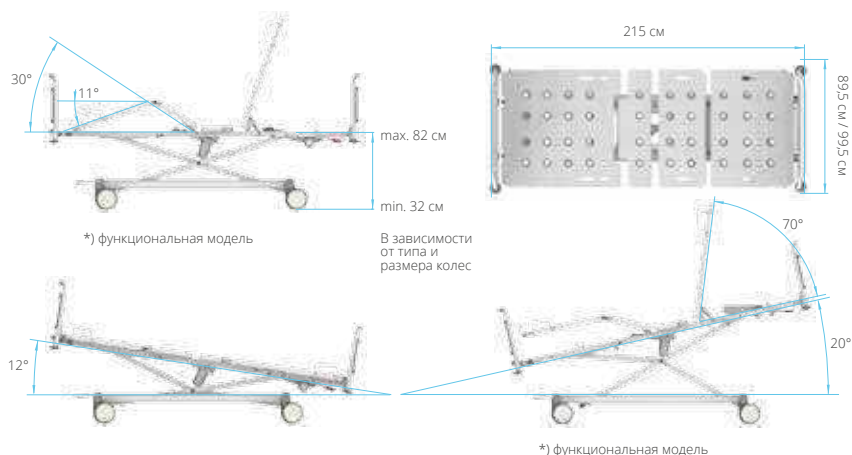 215 см
30°
11°
89,5 см / 99,5 см
max. 82 см
min. 32 см
*) функциональная модель
В зависимости
от типа и
размера колес
70°
12°
20°
*) функциональная модель